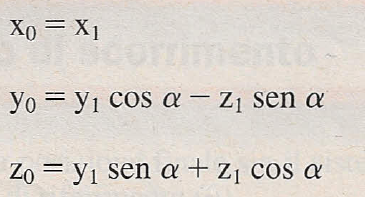 x₀ = x₁
y₀ = y₁ cos α − z₁ sen α
z₀ = y₁ sen α + z₁ cos α